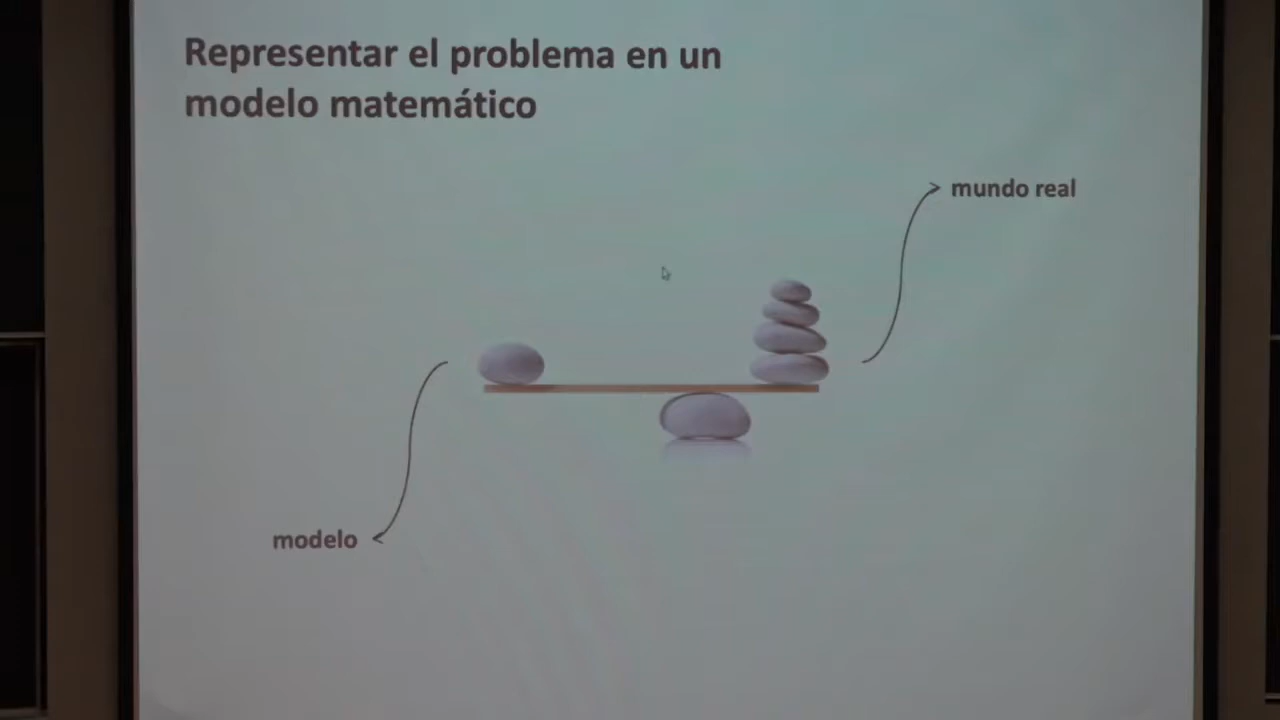 Representar el problema en un
modelo matemático
mundo real
modelo